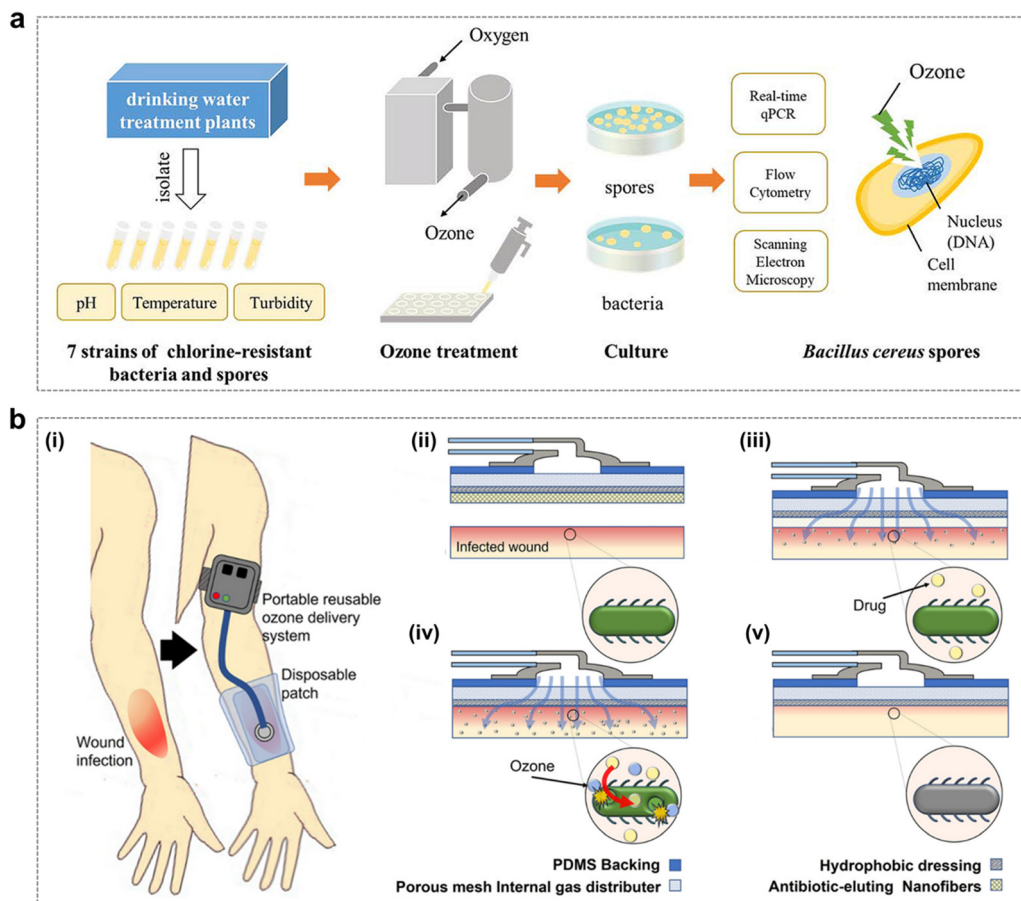 a
drinking water
treatment plants
isolate
pH
Temperature
Turbidity
7 strains of chlorine-resistant
bacteria and spores
Oxygen
Ozone
Ozone treatment
spores
bacteria
Culture
Real-time
qPCR
Flow
Cytometry
Scanning
Electron
Microscopy
Ozone
Nucleus
(DNA)
Cell
membrane
Bacillus cereus spores
b
(i)
Wound
infection
Portable reusable
ozone delivery
system
Disposable
patch
(ii)
Infected wound
(iii)
Drug
(iv)
Ozone
(v)
PDMS Backing
Porous mesh Internal gas distributer
Hydrophobic dressing
Antibiotic-eluting Nanofibers